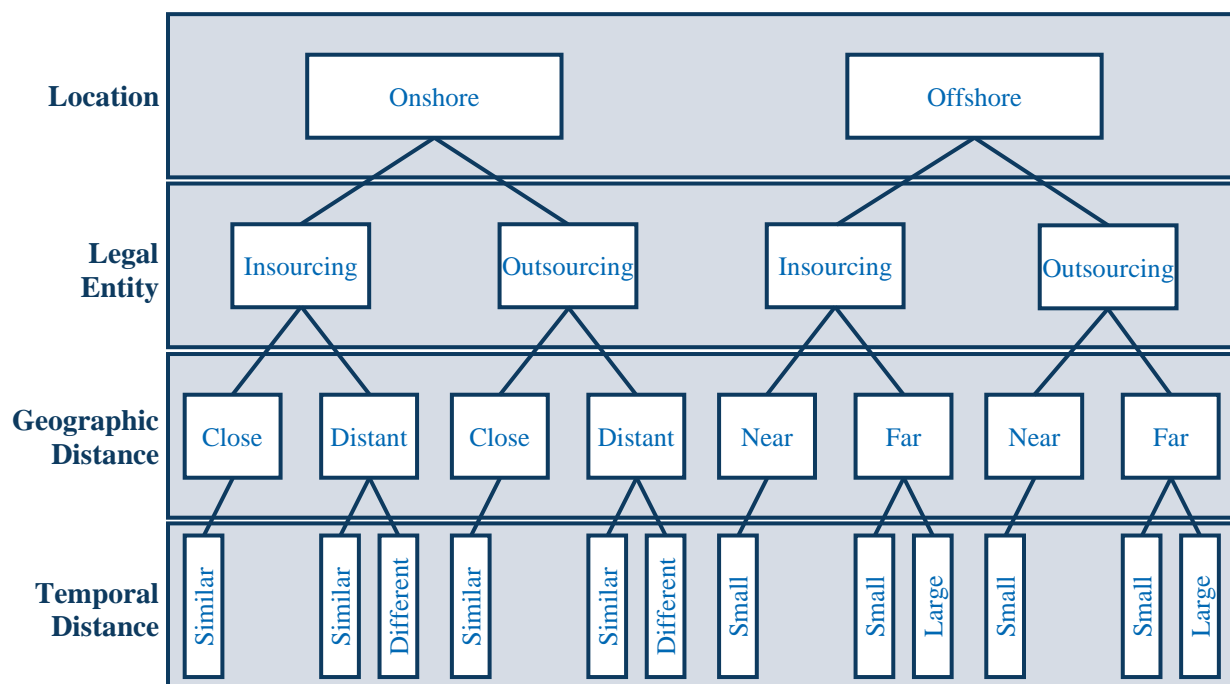 Location
Onshore
Offshore
Legal
Entity
Insourcing
Outsourcing
Insourcing
Outsourcing
Geographic
Distance
Close
Distant
Close
Distant
Near
Far
Near
Far
Temporal
Distance
Similar
Similar
Different
Similar
Similar
Different
Small
Small
Large
Small
Small
Large